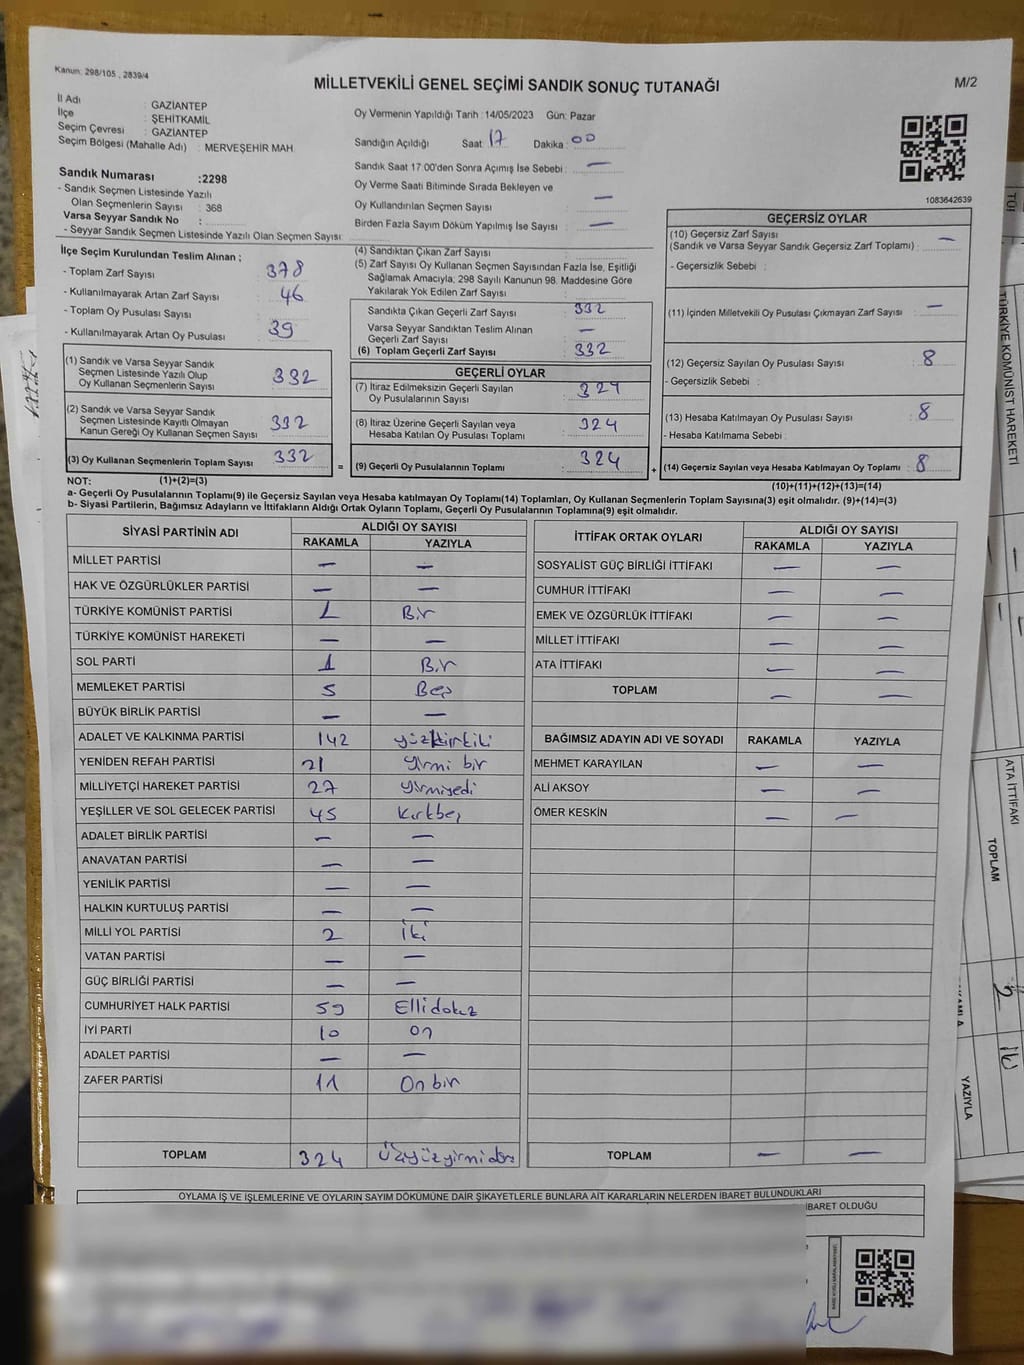 Kanun: 298/105 , 2839/4
MİLLETVEKİLİ GENEL SEÇİMİ SANDIK SONUÇ TUTANAĞI
M/2
İl Adı : GAZİANTEP
İlçe : ŞEHİTKAMİL
Seçim Çevresi : GAZİANTEP
Seçim Bölgesi (Mahalle Adı) : MERVEŞEHİR MAH
Sandık Numarası :2298
- Sandık Seçmen Listesinde Yazılı
Olan Seçmenlerin Sayısı : 368
Varsa Seyyar Sandık No :
- Seyyar Sandık Seçmen Listesinde Yazılı Olan Seçmen Sayısı:
Oy Vermenin Yapıldığı Tarih :14/05/2023 Gün: Pazar
Sandığın Açıldığı Saat 17 Dakika : 00
Sandık Saat 17.00'den Sonra Açımış İse Sebebi : —
Oy Verme Saati Bitiminde Sırada Bekleyen ve
Oy Kullandırılan Seçmen Sayısı : —
Birden Fazla Sayım Döküm Yapılmış İse Sayısı : —
1083642639
İlçe Seçim Kurulundan Teslim Alınan ;
- Toplam Zarf Sayısı : 378
- Kullanılmayarak Artan Zarf Sayısı : 46
- Toplam Oy Pusulası Sayısı :
- Kullanılmayarak Artan Oy Pusulası : 39
(1) Sandık ve Varsa Seyyar Sandık
Seçmen Listesinde Yazılı Olup
Oy Kullanan Seçmenlerin Sayısı : 332
(2) Sandık ve Varsa Seyyar Sandık
Seçmen Listesinde Kayıtlı Olmayan
Kanun Gereği Oy Kullanan Seçmen Sayısı : 332
(3) Oy Kullanan Seçmenlerin Toplam Sayısı : 332
(4) Sandıktan Çıkan Zarf Sayısı :
(5) Zarf Sayısı Oy Kullanan Seçmen Sayısından Fazla İse, Eşitliği
Sağlamak Amacıyla, 298 Sayılı Kanunun 98. Maddesine Göre
Yakılarak Yok Edilen Zarf Sayısı :
Sandıkta Çıkan Geçerli Zarf Sayısı : 332
Varsa Seyyar Sandıktan Teslim Alınan
Geçerli Zarf Sayısı : —
(6) Toplam Geçerli Zarf Sayısı : 332
GEÇERLİ OYLAR
(7) İtiraz Edilmeksizin Geçerli Sayılan
Oy Pusulalarının Sayısı : 324
(8) İtiraz Üzerine Geçerli Sayılan veya
Hesaba Katılan Oy Pusulası Toplamı : 324
= (9) Geçerli Oy Pusulalarının Toplamı : 324
GEÇERSİZ OYLAR
(10) Geçersiz Zarf Sayısı
(Sandık ve Varsa Seyyar Sandık Geçersiz Zarf Toplamı) : —
- Geçersizlik Sebebi :
(11) İçinden Milletvekili Oy Pusulası Çıkmayan Zarf Sayısı : —
(12) Geçersiz Sayılan Oy Pusulası Sayısı : 8
- Geçersizlik Sebebi :
(13) Hesaba Katılmayan Oy Pusulası Sayısı : 8
- Hesaba Katılmama Sebebi :
+ (14) Geçersiz Sayılan veya Hesaba Katılmayan Oy Toplamı : 8
NOT: (1)+(2)=(3)
(10)+(11)+(12)+(13)=(14)
a- Geçerli Oy Pusulalarının Toplamı(9) ile Geçersiz Sayılan veya Hesaba katılmayan Oy Toplamı(14) Toplamları, Oy Kullanan Seçmenlerin Toplam Sayısına(3) eşit olmalıdır. (9)+(14)=(3)
b- Siyasi Partilerin, Bağımsız Adayların ve İttifakların Aldığı Ortak Oyların Toplamı, Geçerli Oy Pusulalarının Toplamına(9) eşit olmalıdır.
SİYASİ PARTİNİN ADI ALDIĞI OY SAYISI
RAKAMLA YAZIYLA
MİLLET PARTİSİ — —
HAK VE ÖZGÜRLÜKLER PARTİSİ — —
TÜRKİYE KOMÜNİST PARTİSİ 1 Bir
TÜRKİYE KOMÜNİST HAREKETİ — —
SOL PARTİ 1 Bir
MEMLEKET PARTİSİ 5 Beş
BÜYÜK BİRLİK PARTİSİ — —
ADALET VE KALKINMA PARTİSİ 142 yüzkırkiki
YENİDEN REFAH PARTİSİ 21 Yirmi bir
MİLLİYETÇİ HAREKET PARTİSİ 27 Yirmiyedi
YEŞİLLER VE SOL GELECEK PARTİSİ 45 Kırkbeş
ADALET BİRLİK PARTİSİ — —
ANAVATAN PARTİSİ — —
YENİLİK PARTİSİ — —
HALKIN KURTULUŞ PARTİSİ — —
MİLLİ YOL PARTİSİ 2 İki
VATAN PARTİSİ — —
GÜÇ BİRLİĞİ PARTİSİ — —
CUMHURİYET HALK PARTİSİ 59 Ellidokuz
İYİ PARTİ 10 On
ADALET PARTİSİ — —
ZAFER PARTİSİ 11 On bir
TOPLAM 324 Üçyüzyirmidört
İTTİFAK ORTAK OYLARI ALDIĞI OY SAYISI
RAKAMLA YAZIYLA
SOSYALİST GÜÇ BİRLİĞİ İTTİFAKI — —
CUMHUR İTTİFAKI — —
EMEK VE ÖZGÜRLÜK İTTİFAKI — —
MİLLET İTTİFAKI — —
ATA İTTİFAKI — —
TOPLAM — —
BAĞIMSIZ ADAYIN ADI VE SOYADI RAKAMLA YAZIYLA
MEHMET KARAYILAN — —
ALİ AKSOY — —
ÖMER KESKİN — —
TOPLAM — —
OYLAMA İŞ VE İŞLEMLERİNE VE OYLARIN SAYIM DÖKÜMÜNE DAİR ŞİKAYETLERLE BUNLARA AİT KARARLARIN NELERDEN İBARET BULUNDUKLARI
İBARET OLDUĞU
TÜRKİYE KOMÜNİST HAREKETİ
ATA İTTİFAKI
TOPLAM
2 iki
YAZIYLA